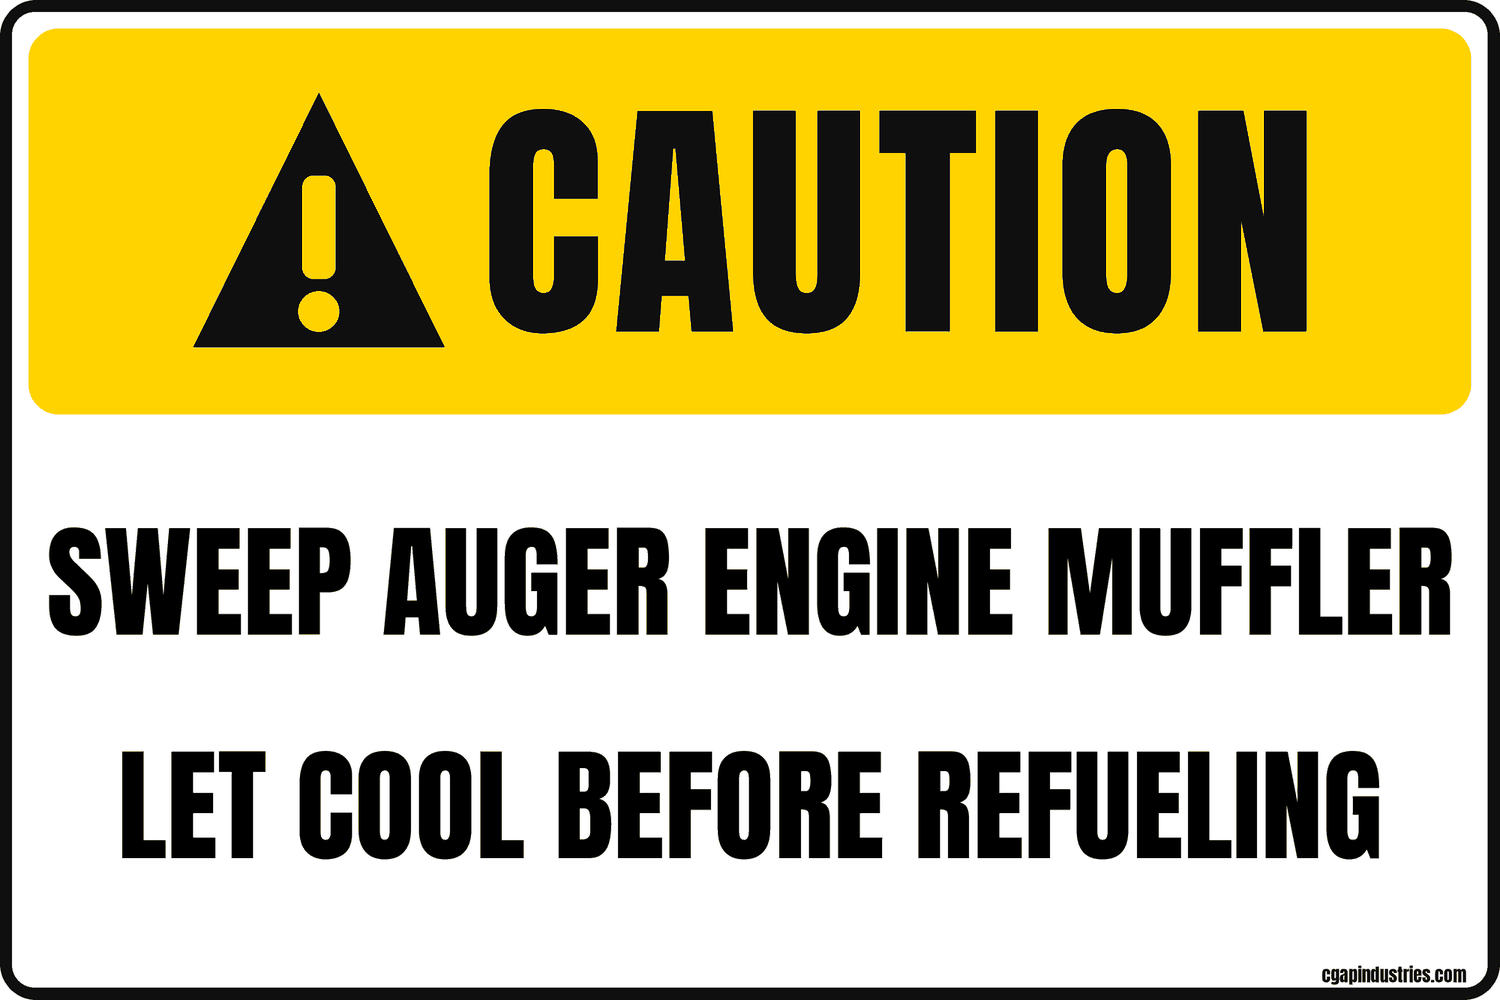 CAUTION
SWEEP AUGER ENGINE MUFFLER
LET COOL BEFORE REFUELING
cgapindustries.com